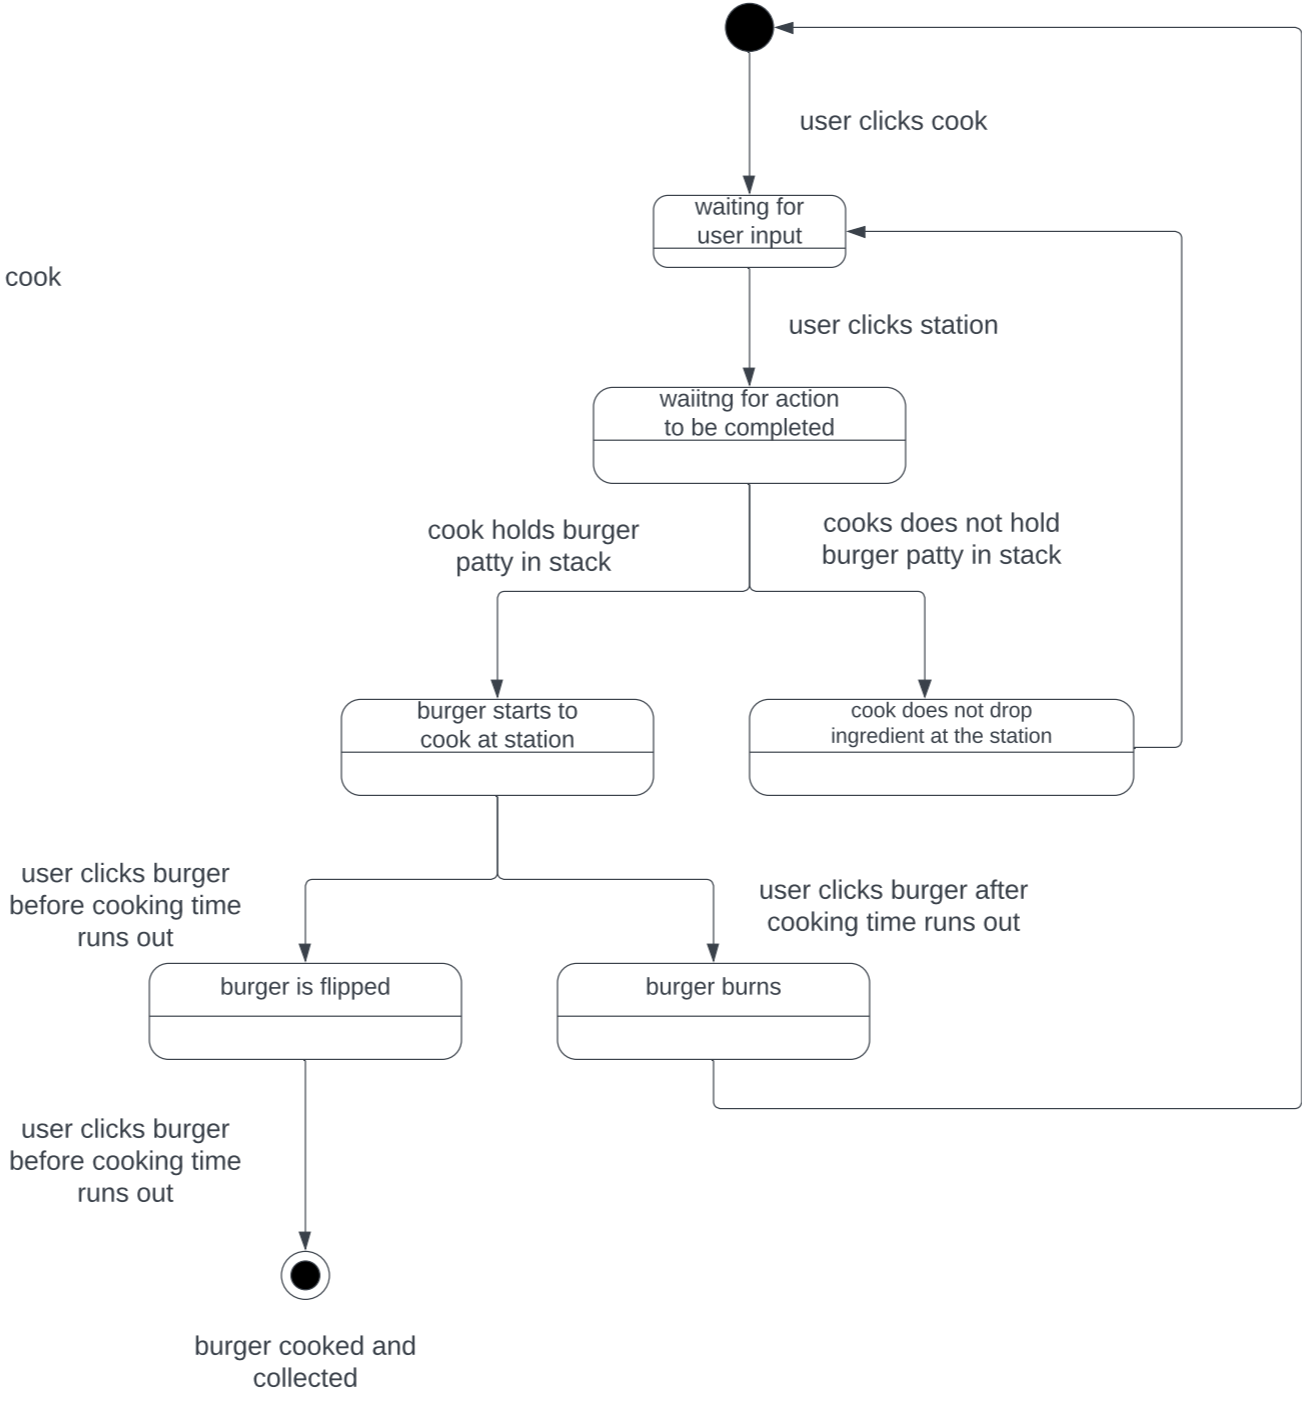 user clicks cook
waiting for
user input
cook
user clicks station
waiitng for action
to be completed
cook holds burger
patty in stack
cooks does not hold
burger patty in stack
burger starts to
cook at station
cook does not drop
ingredient at the station
user clicks burger
before cooking time
runs out
user clicks burger after
cooking time runs out
burger is flipped
burger burns
user clicks burger
before cooking time
runs out
burger cooked and
collected